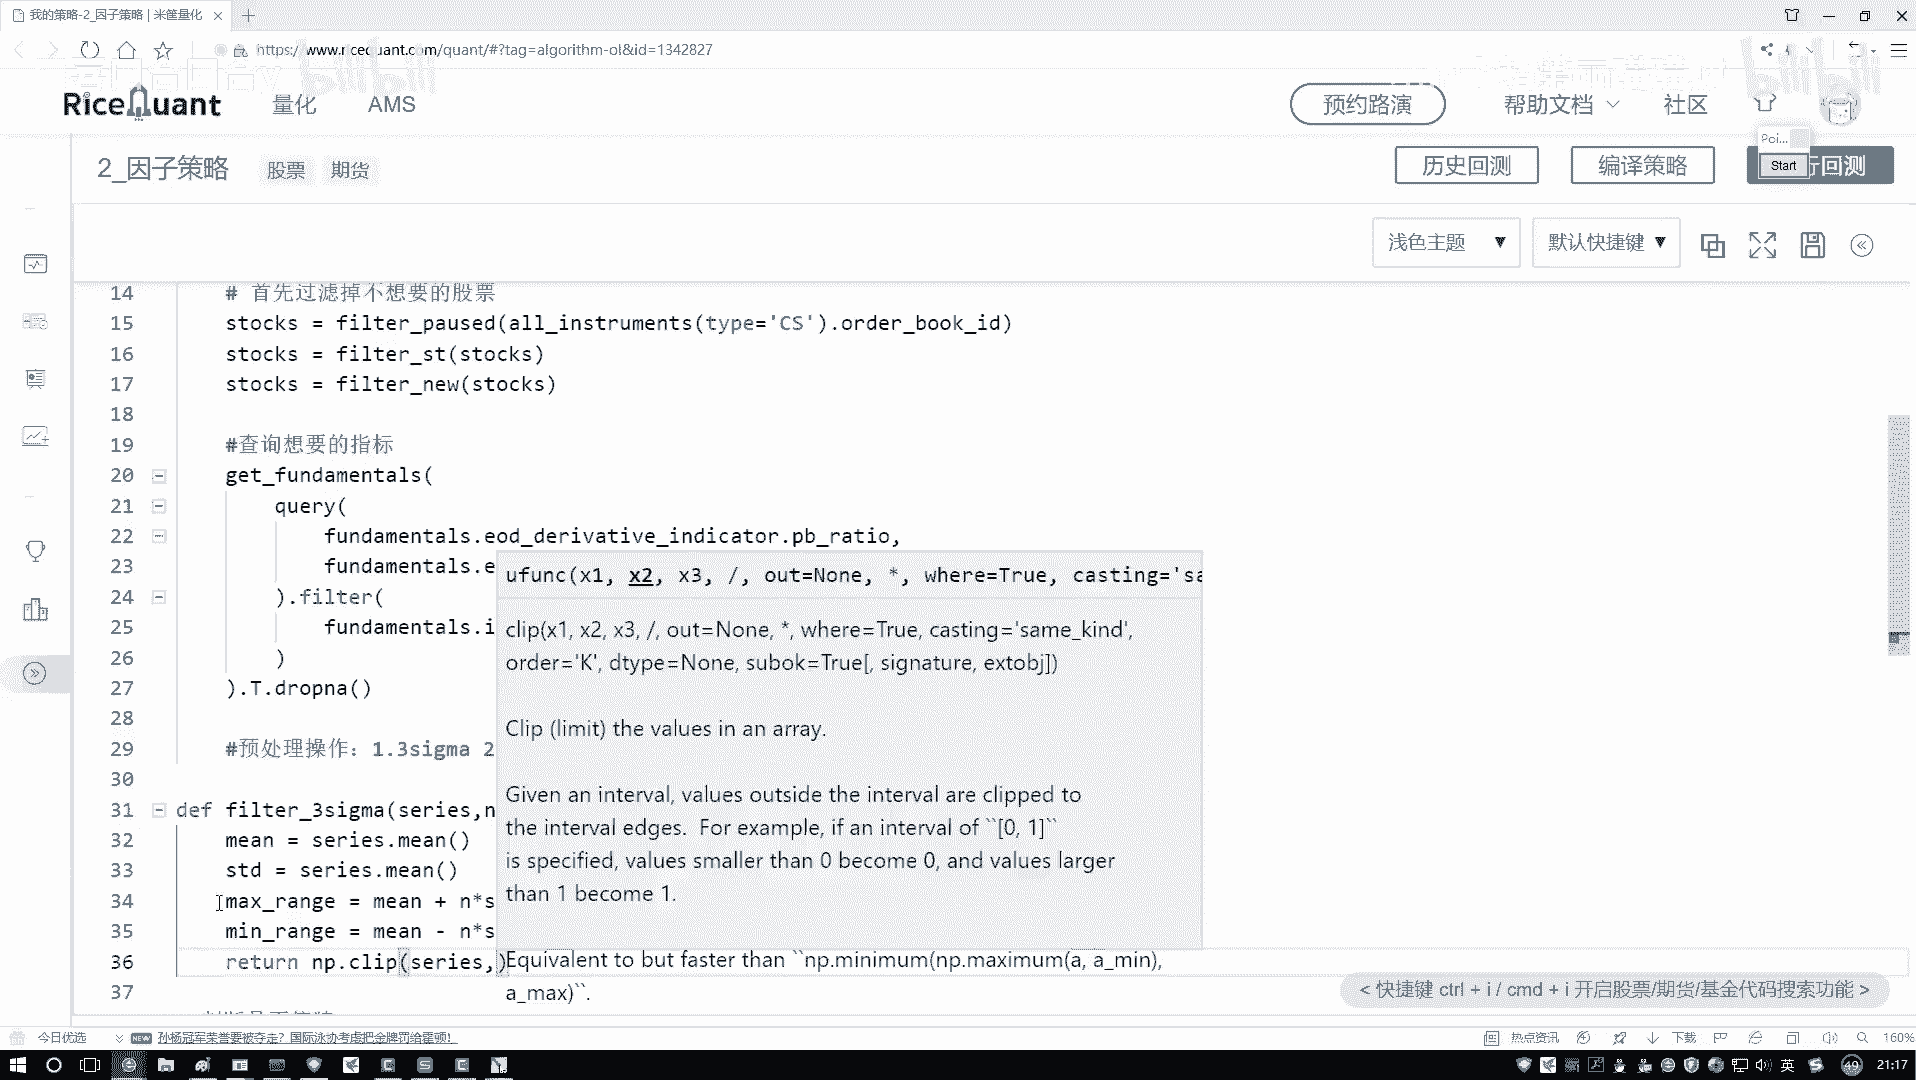 我的策略-2_因子策略 | 米筐量化
https://www.ricequant.com/quant/#?tag=algorithm-ol&id=1342827
bilibili
bilibili
RiceQuant 量化 AMS 预约路演 帮助文档 社区
Poi...
2_因子策略 股票 期货 历史回测 编译策略 Start 行回测
浅色主题 默认快捷键
14 # 首先过滤掉不想要的股票
15 stocks = filter_paused(all_instruments(type='CS').order_book_id)
16 stocks = filter_st(stocks)
17 stocks = filter_new(stocks)
18
19 #查询想要的指标
20 get_fundamentals(
21 query(
22 fundamentals.eod_derivative_indicator.pb_ratio,
23 fundamentals.e
24 ).filter(
25 fundamentals.i
26 )
27 ).T.dropna()
28
29 #预处理操作：1.3sigma 2
30
31 def filter_3sigma(series,n
32 mean = series.mean()
33 std = series.mean()
34 max_range = mean + n*s
35 min_range = mean - n*s
36 return np.clip(series,)
37
ufunc(x1, x2, x3, /, out=None, *, where=True, casting='sa
clip(x1, x2, x3, /, out=None, *, where=True, casting='same_kind',
order='K', dtype=None, subok=True[, signature, extobj])
Clip (limit) the values in an array.
Given an interval, values outside the interval are clipped to
the interval edges. For example, if an interval of ``[0, 1]``
is specified, values smaller than 0 become 0, and values larger
than 1 become 1.
Equivalent to but faster than ``np.minimum(np.maximum(a, a_min),
a_max)``.
< 快捷键 ctrl + i / cmd + i 开启股票/期货/基金代码搜索功能 >
今日优选 NEW 孙杨冠军荣誉要被夺走？国际泳协考虑把金牌罚给霍顿! 热点资讯 下载 160%
英 49 21:17